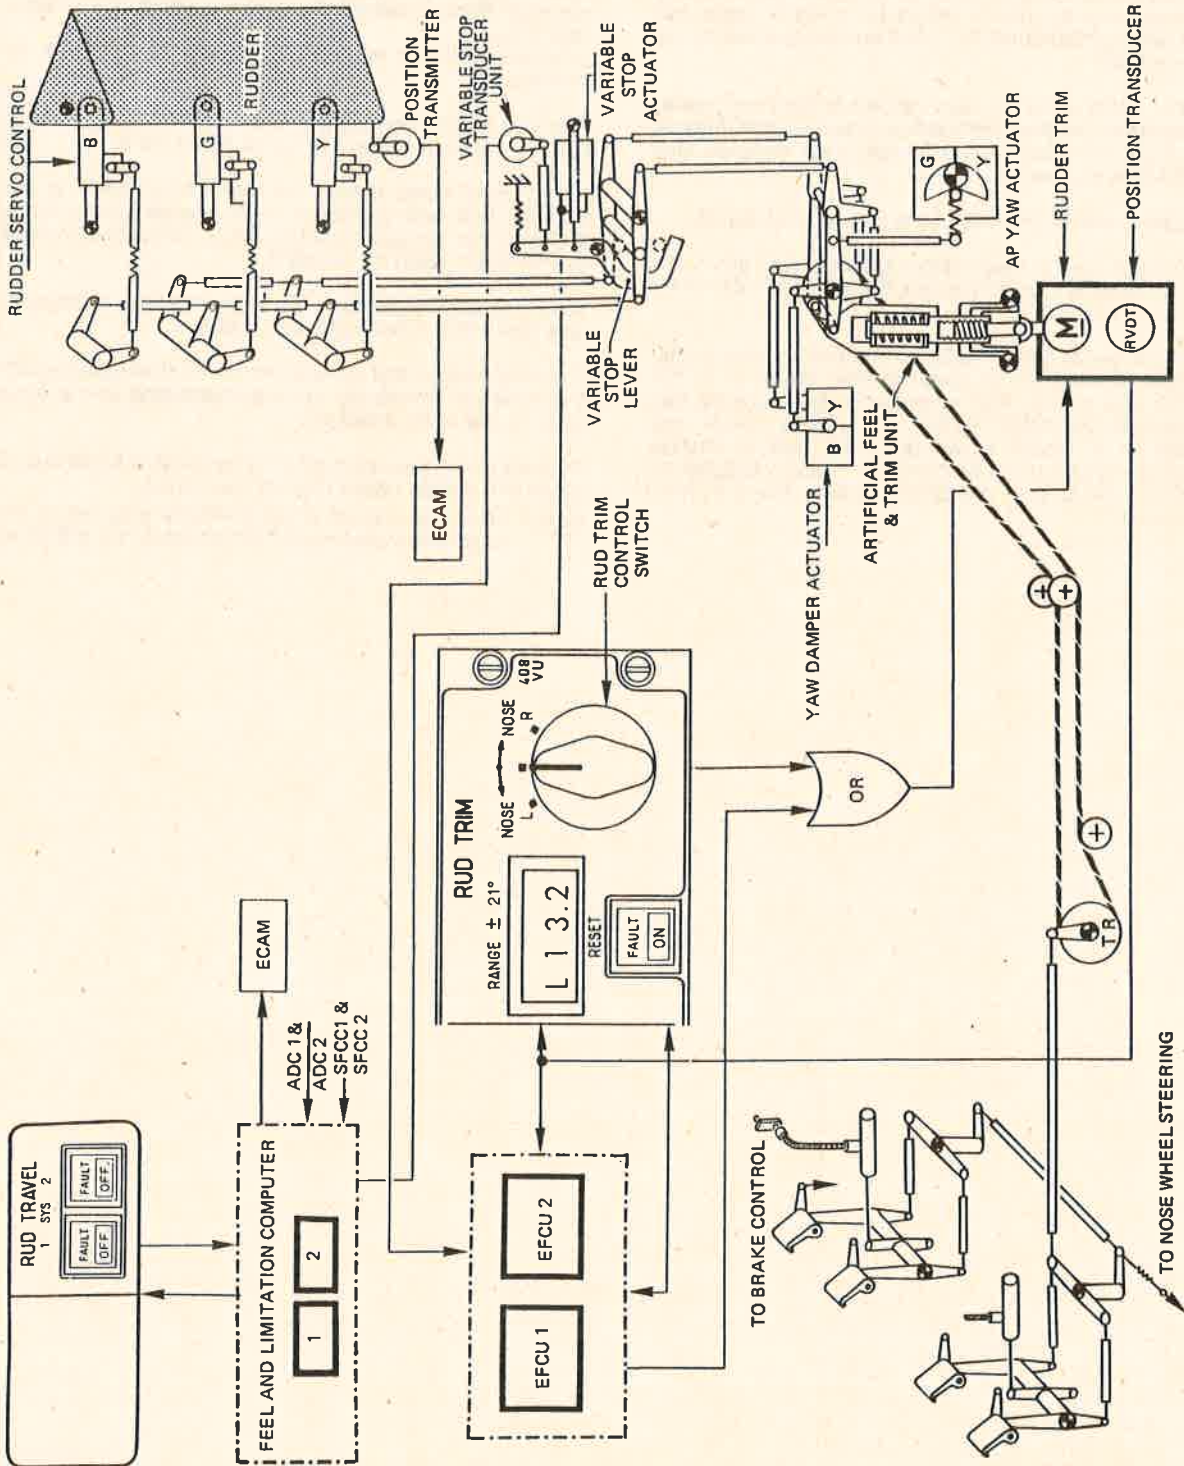 RUD TRAVEL
1 SYS 2
FAULT
OFF
FAULT
OFF
FEEL AND LIMITATION COMPUTER
1
2
ECAM
ADC 1 &
ADC 2
SFCC1 &
SFCC 2
EFCU 1
EFCU 2
RUD TRIM
RANGE ± 21°
L 1 3.2
RESET
FAULT
ON
NOSE
L
NOSE
R
408
VU
RUD TRIM
CONTROL
SWITCH
OR
ECAM
RUDDER SERVO CONTROL
B
G
Y
RUDDER
POSITION
TRANSMITTER
VARIABLE STOP
TRANSDUCER
UNIT
VARIABLE
STOP
ACTUATOR
VARIABLE
STOP
LEVER
YAW DAMPER ACTUATOR
B Y
ARTIFICIAL FEEL
& TRIM UNIT
G
Y
AP YAW ACTUATOR
RUDDER TRIM
POSITION TRANSDUCER
M
RVDT
TR
TO BRAKE CONTROL
TO NOSE WHEEL STEERING